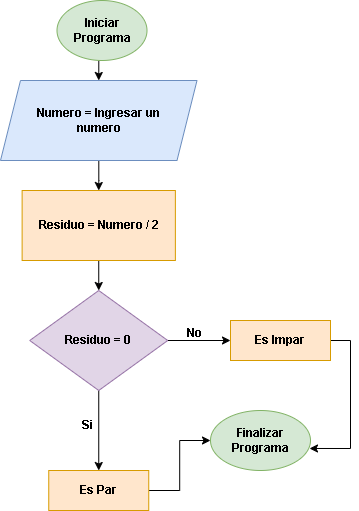 Iniciar
Programa
Numero = Ingresar un
numero
Residuo = Numero / 2
Residuo = 0
No
Es Impar
Si
Finalizar
Programa
Es Par